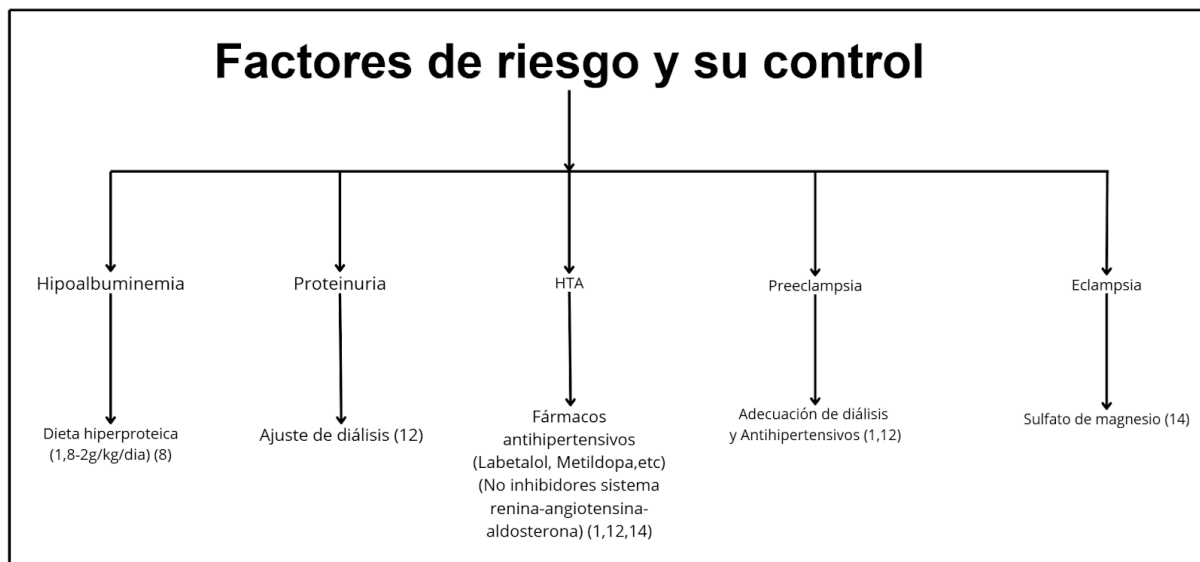 Factores de riesgo y su control
Hipoalbuminemia
Proteinuria
HTA
Preeclampsia
Eclampsia
Dieta hiperproteica
(1,8-2g/kg/dia) (8)
Ajuste de diálisis (12)
Fármacos
antihipertensivos
(Labetalol, Metildopa,etc)
(No inhibidores sistema
renina-angiotensina-
aldosterona) (1,12,14)
Adecuación de diálisis
y Antihipertensivos (1,12)
Sulfato de magnesio (14)